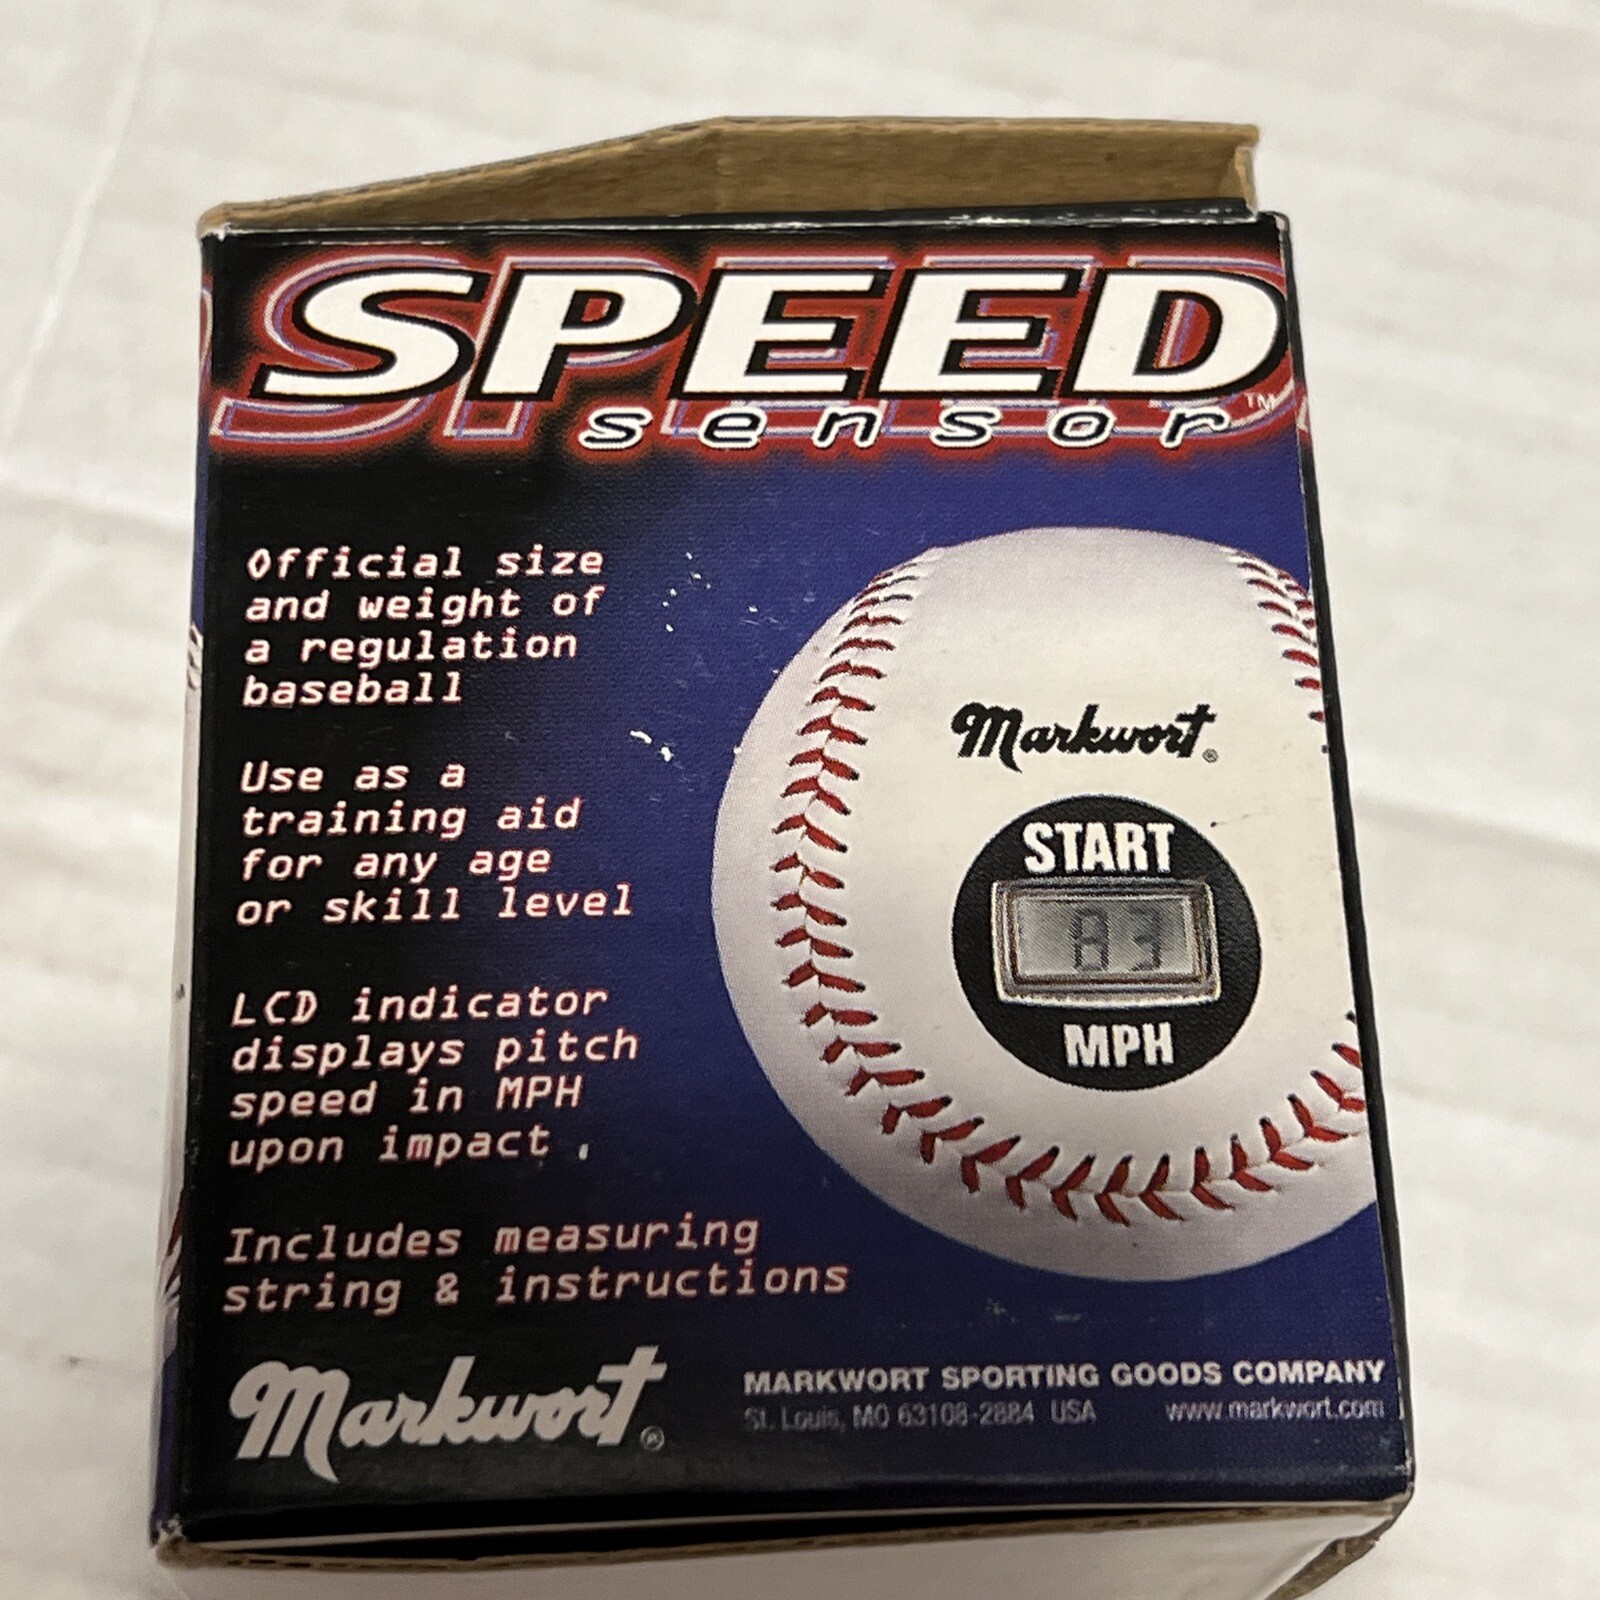 SPEED
sensor™
Official size
and weight of
a regulation
baseball
Use as a
training aid
for any age
or skill level
LCD indicator
displays pitch
speed in MPH
upon impact
Includes measuring
string & instructions
Markwort®
START
83
MPH
Markwort®
MARKWORT SPORTING GOODS COMPANY
St. Louis, MO 63108-2884 USA www.markwort.com